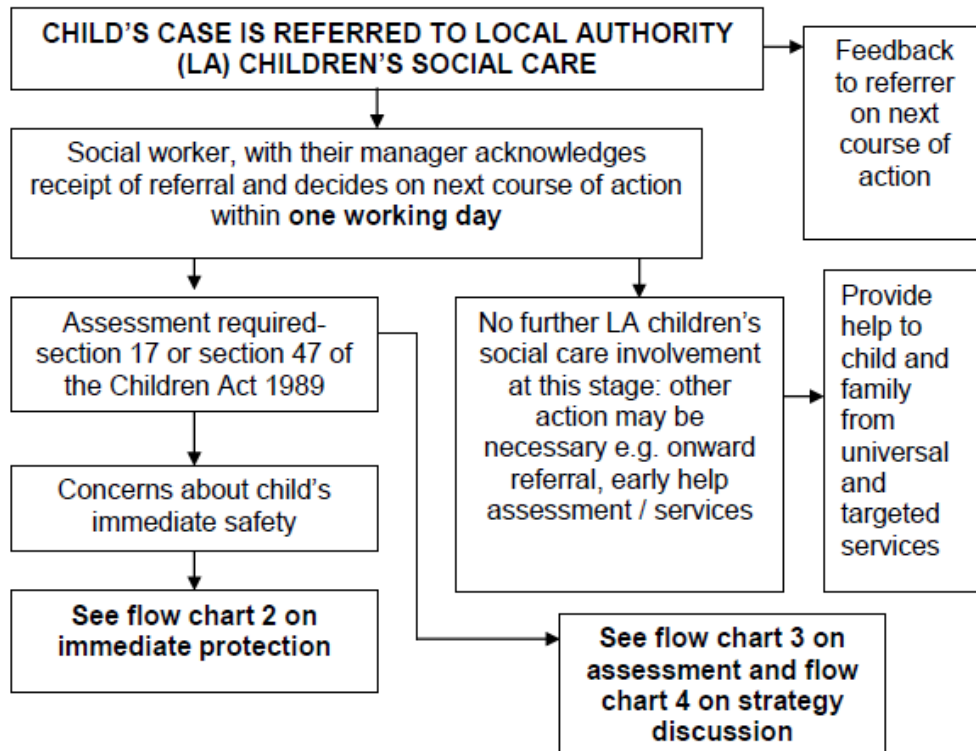 CHILD'S CASE IS REFERRED TO LOCAL AUTHORITY
(LA) CHILDREN'S SOCIAL CARE
Feedback
to referrer
on next
course of
action
Social worker, with their manager acknowledges
receipt of referral and decides on next course of action
within one working day
Assessment required-
section 17 or section 47 of
the Children Act 1989
No further LA children's
social care involvement
at this stage: other
action may be
necessary e.g. onward
referral, early help
assessment / services
Provide
help to
child and
family
from
universal
and
targeted
services
Concerns about child's
immediate safety
See flow chart 2 on
immediate protection
See flow chart 3 on
assessment and flow
chart 4 on strategy
discussion